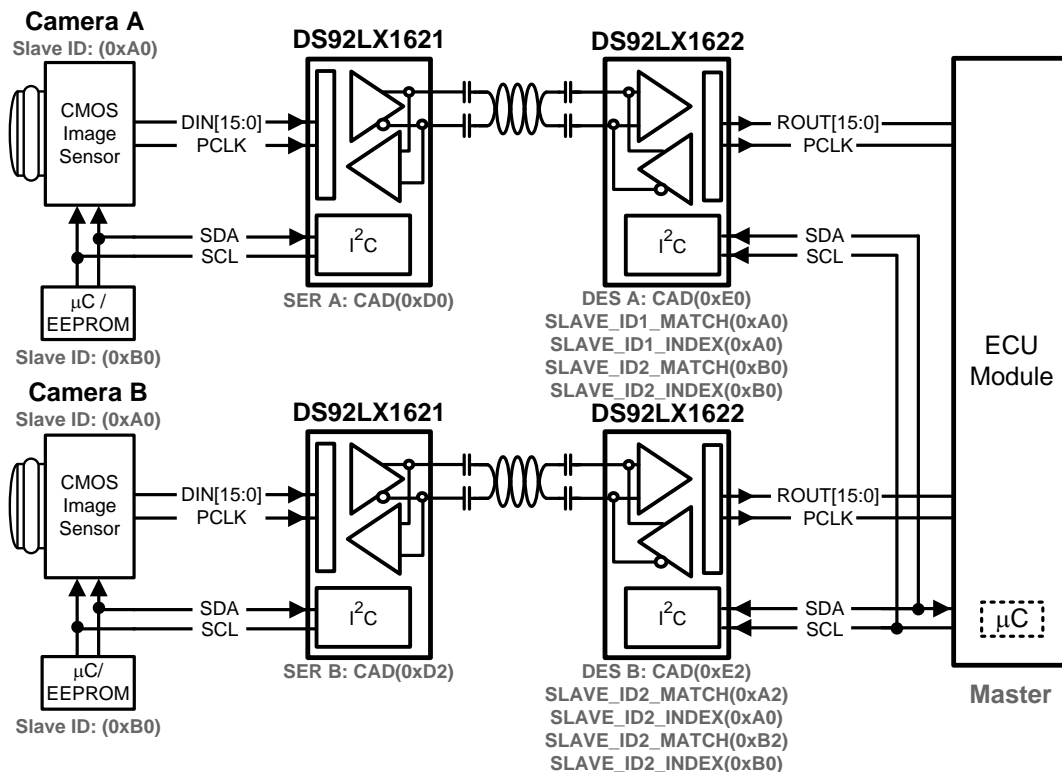 Camera A
Slave ID: (0xA0)
DS92LX1621
DS92LX1622
CMOS
Image
Sensor
DIN[15:0]
PCLK
ROUT[15:0]
PCLK
SDA
SCL
I²C
I²C
SDA
SCL
µC /
EEPROM
Slave ID: (0xB0)
SER A: CAD(0xD0)
DES A: CAD(0xE0)
SLAVE_ID1_MATCH(0xA0)
SLAVE_ID1_INDEX(0xA0)
SLAVE_ID2_MATCH(0xB0)
SLAVE_ID2_INDEX(0xB0)
ECU
Module
Camera B
Slave ID: (0xA0)
DS92LX1621
DS92LX1622
CMOS
Image
Sensor
DIN[15:0]
PCLK
ROUT[15:0]
PCLK
SDA
SCL
I²C
I²C
SDA
SCL
µC
µC/
EEPROM
Slave ID: (0xB0)
SER B: CAD(0xD2)
DES B: CAD(0xE2)
SLAVE_ID2_MATCH(0xA2)
SLAVE_ID2_INDEX(0xA0)
SLAVE_ID2_MATCH(0xB2)
SLAVE_ID2_INDEX(0xB0)
Master